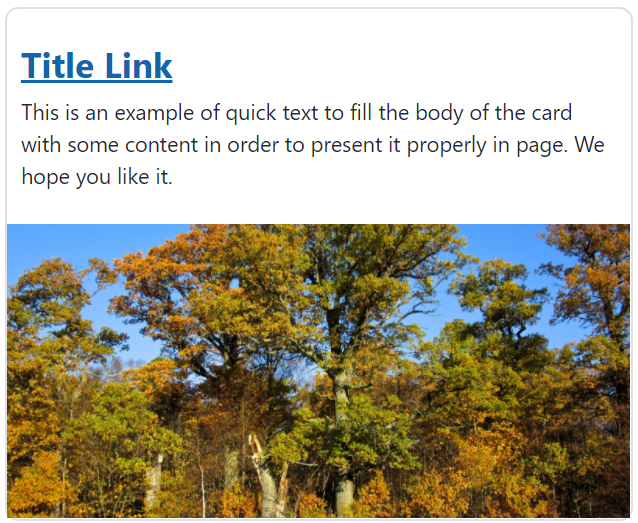 Title Link
This is an example of quick text to fill the body of the card
with some content in order to present it properly in page. We
hope you like it.